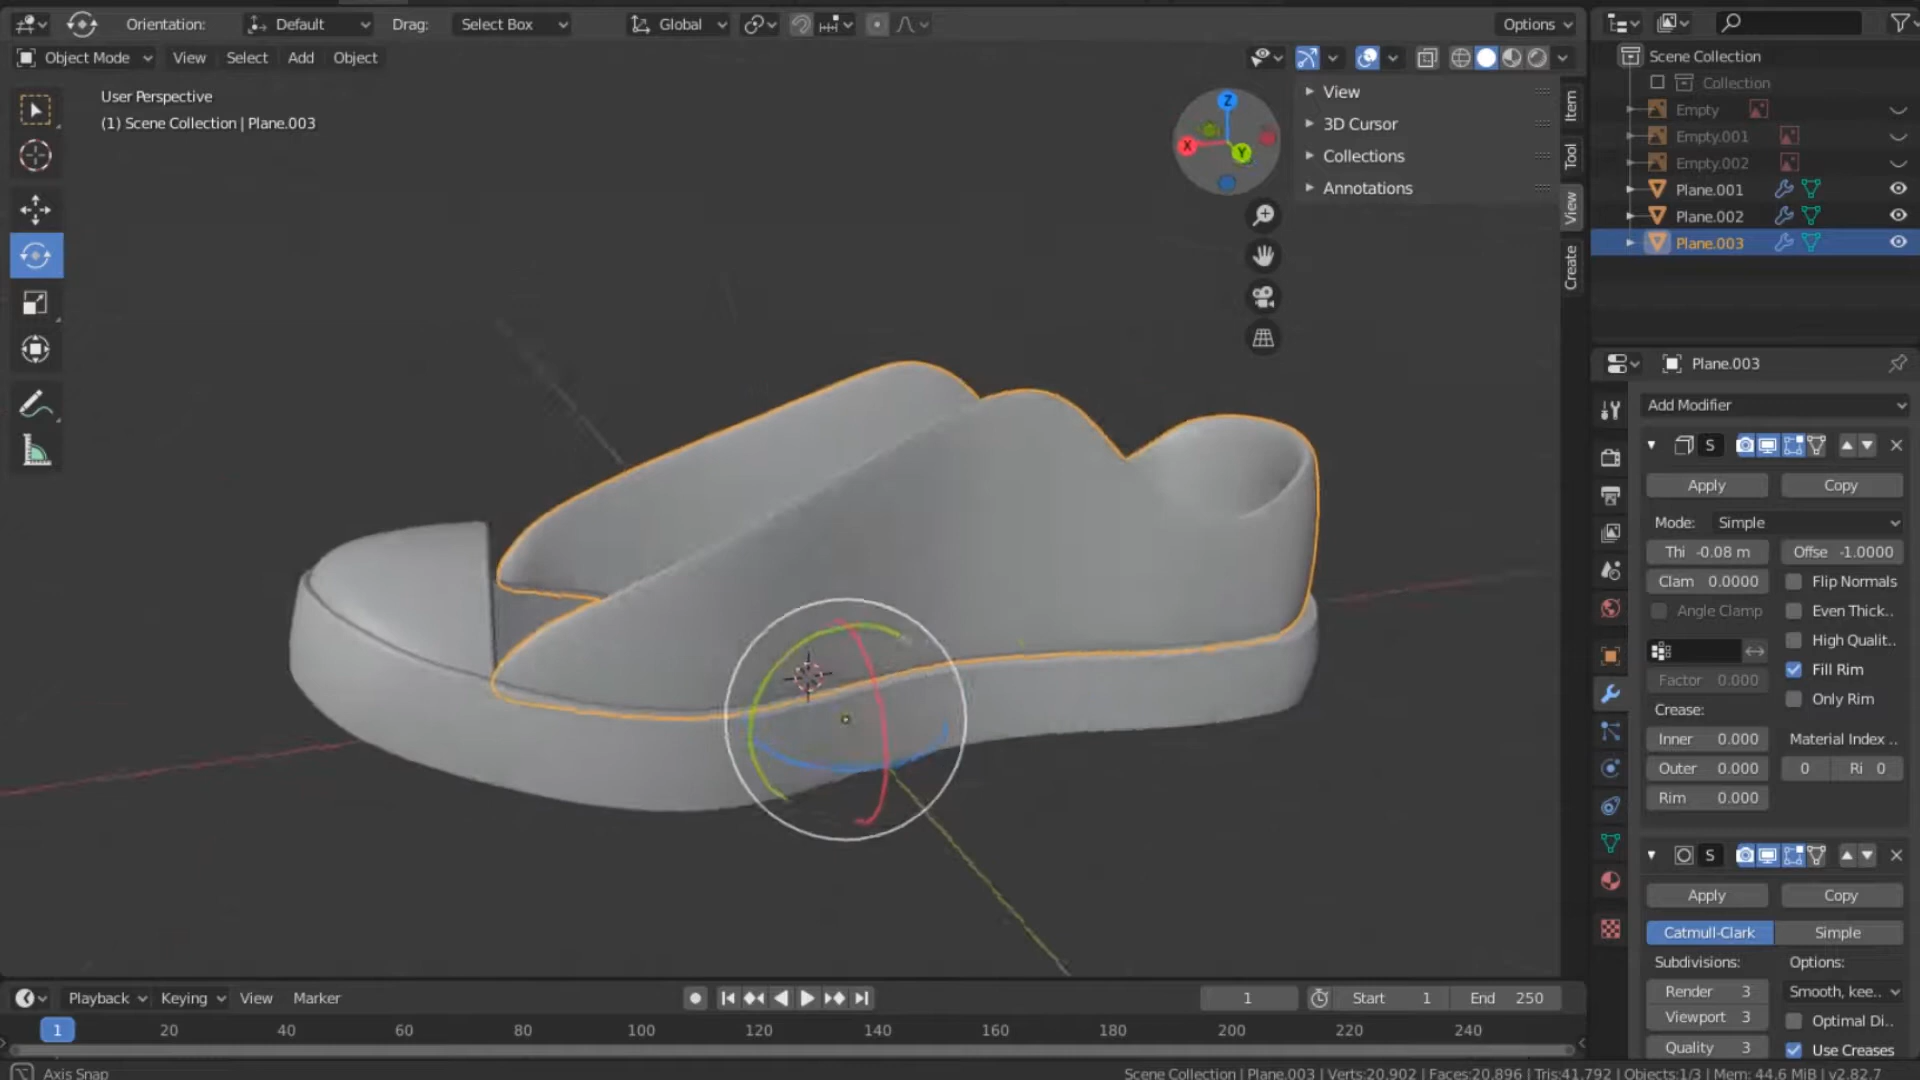 Orientation: Default Drag: Select Box Global Options
Object Mode View Select Add Object
User Perspective
(1) Scene Collection | Plane.003
Z
X
Y
View
3D Cursor
Collections
Annotations
Item
Tool
View
Create
Scene Collection
Collection
Empty
Empty.001
Empty.002
Plane.001
Plane.002
Plane.003
Plane.003
Add Modifier
S
Apply Copy
Mode: Simple
Thi -0.08 m Offse -1.0000
Clam 0.0000 Flip Normals
Angle Clamp Even Thick..
High Qualit..
Factor 0.000 Fill Rim
Crease: Only Rim
Inner 0.000 Material Index ..
Outer 0.000 0 Ri 0
Rim 0.000
S
Apply Copy
Catmull-Clark Simple
Subdivisions: Options:
Render 3 Smooth, kee..
Viewport 3 Optimal Di..
Quality 3 Use Creases
Playback Keying View Marker 1 Start 1 End 250
1 20 40 60 80 100 120 140 160 180 200 220 240
Axis Snap
Scene Collection | Plane.003 | Verts:20,902 | Faces:20,896 | Tris:41,792 | Objects:1/3 | Mem: 44.6 MiB | v2.82.7